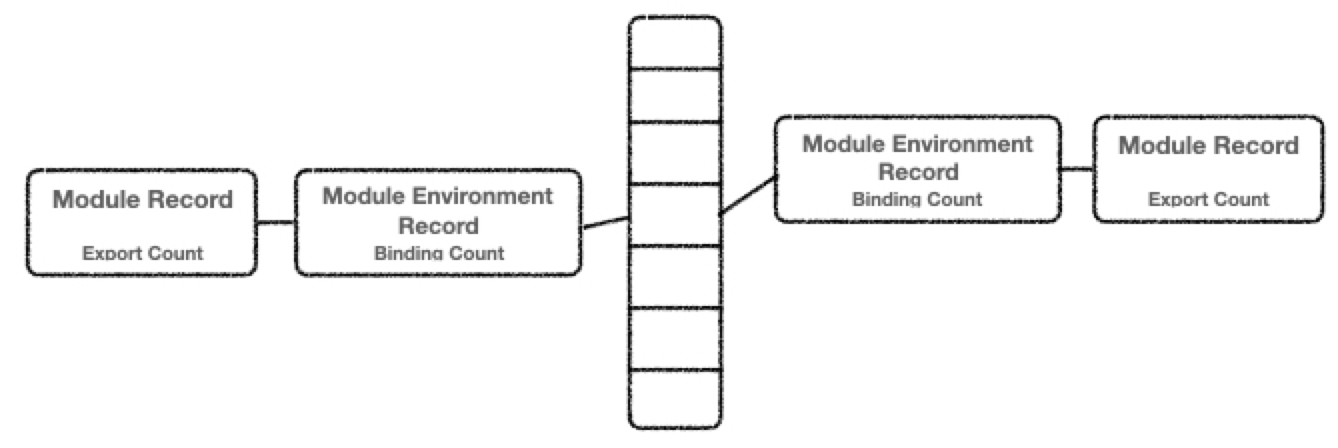 Module Record
Export Count
Module Environment
Record
Binding Count
Module Environment
Record
Binding Count
Module Record
Export Count